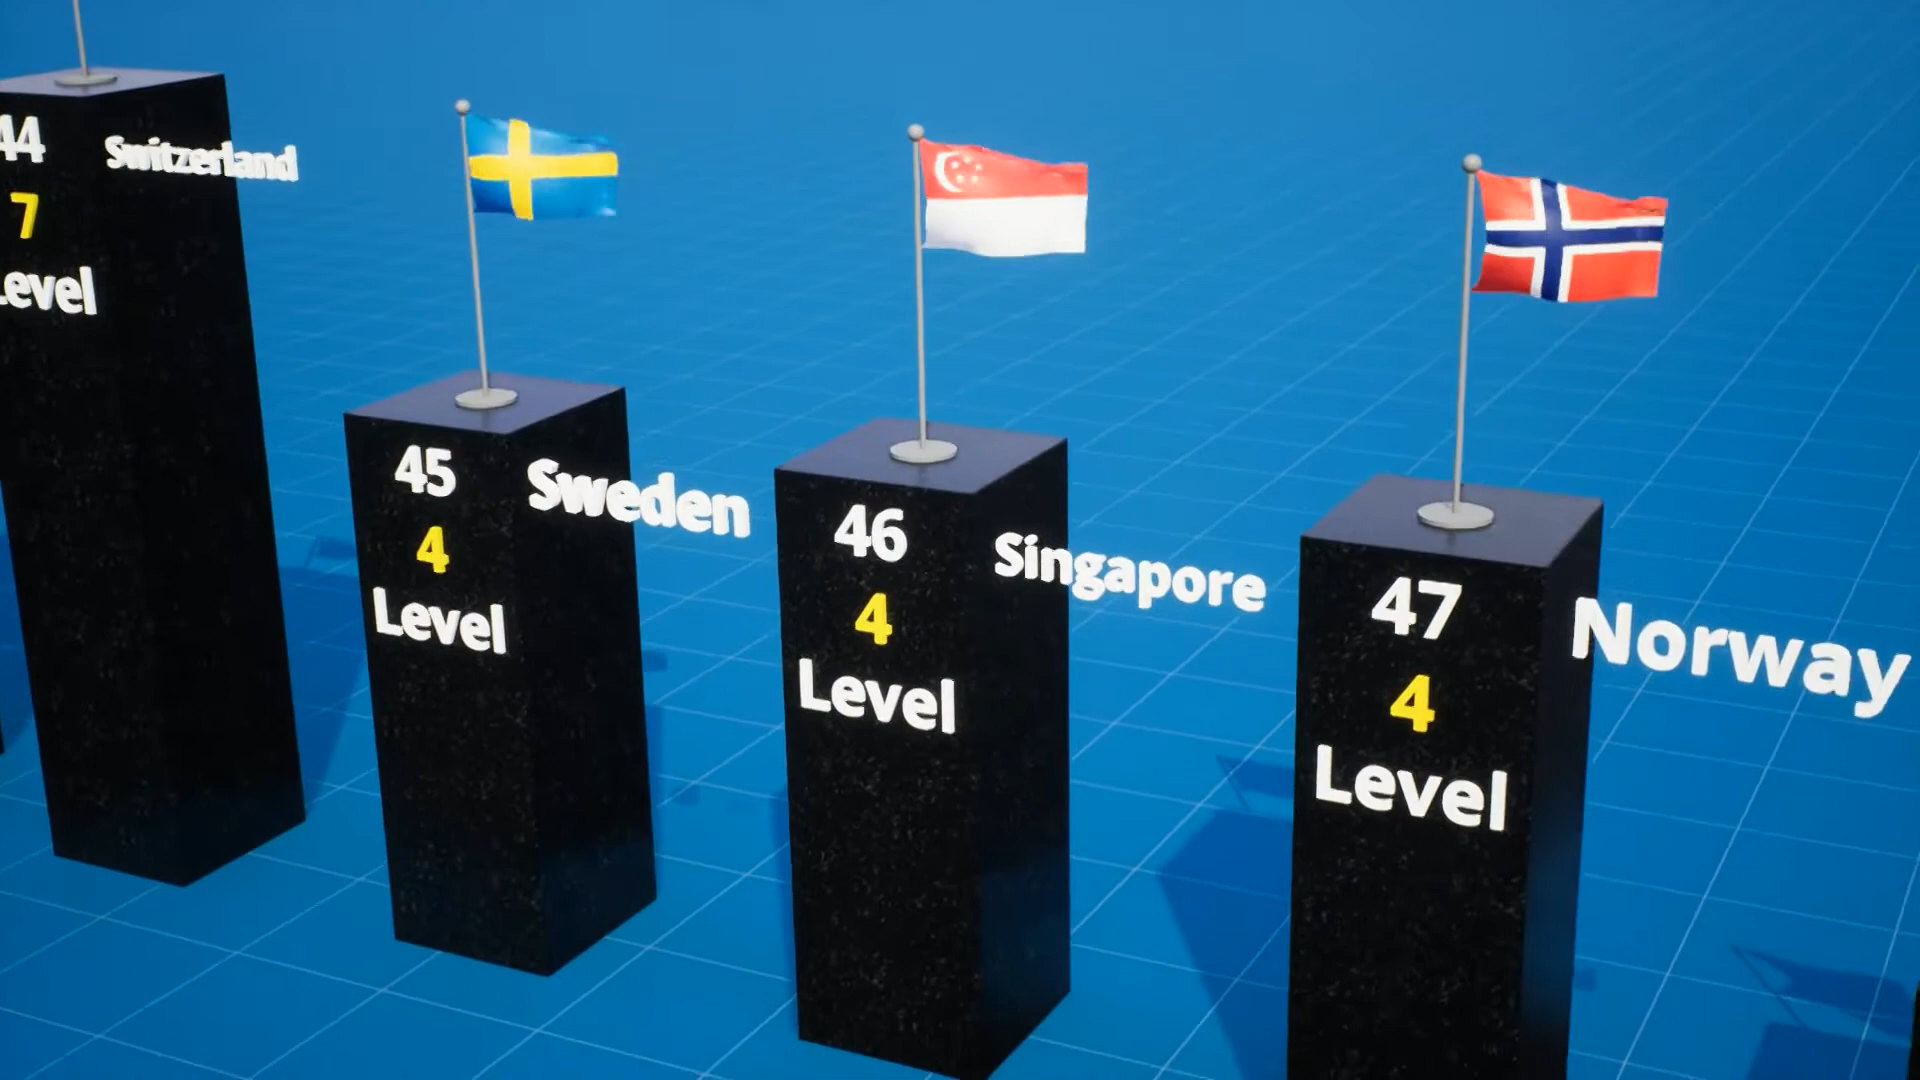 44
Switzerland
7
Level
45
Sweden
4
Level
46
Singapore
4
Level
47
Norway
4
Level